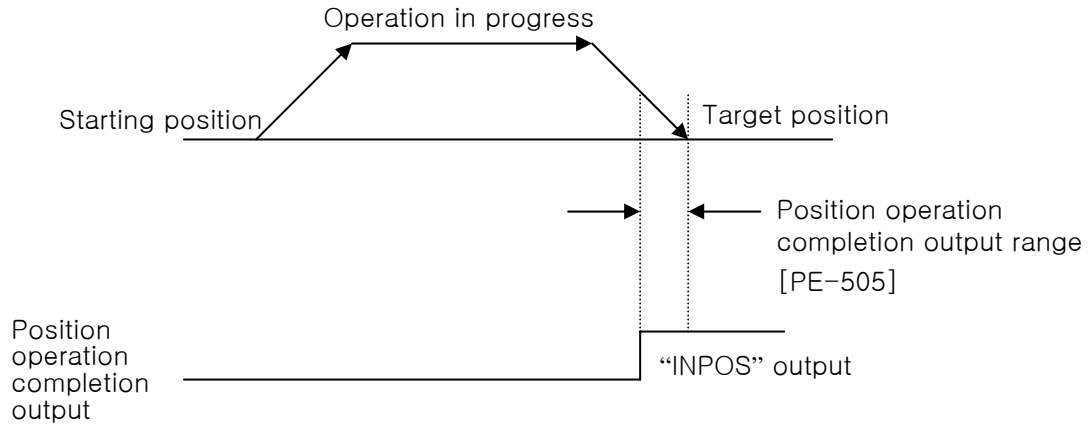 Operation in progress
Starting position
Target position
Position operation
completion output range
[PE-505]
Position
operation
completion
output
“INPOS” output